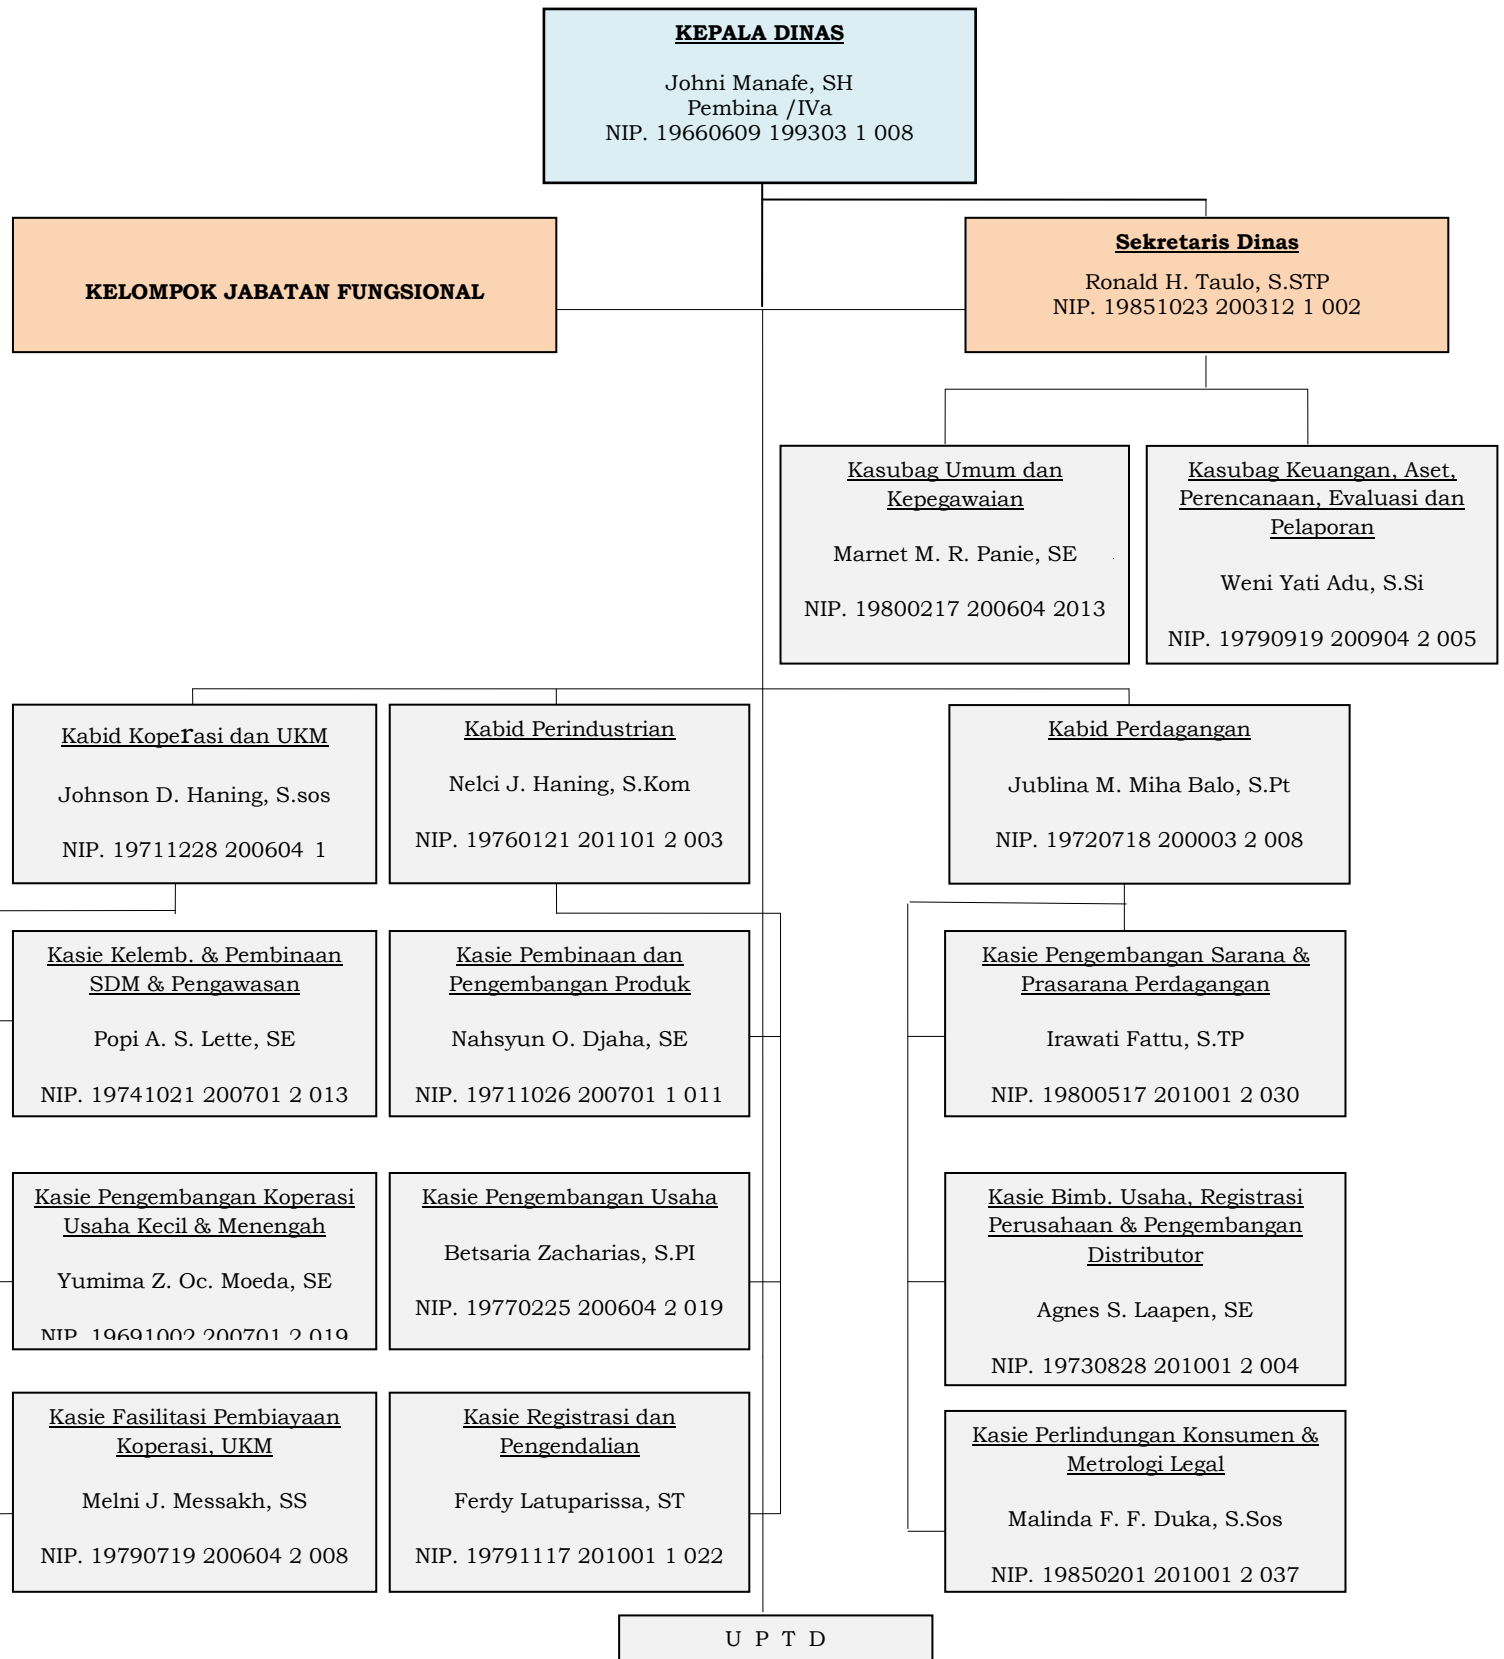 KEPALA DINAS
Johni Manafe, SH
Pembina /IVa
NIP. 19660609 199303 1 008
KELOMPOK JABATAN FUNGSIONAL
Sekretaris Dinas
Ronald H. Taulo, S.STP
NIP. 19851023 200312 1 002
Kasubag Umum dan
Kepegawaian
Marnet M. R. Panie, SE
NIP. 19800217 200604 2013
Kasubag Keuangan, Aset,
Perencanaan, Evaluasi dan
Pelaporan
Weni Yati Adu, S.Si
NIP. 19790919 200904 2 005
Kabid Koperasi dan UKM
Johnson D. Haning, S.sos
NIP. 19711228 200604 1
Kabid Perindustrian
Nelci J. Haning, S.Kom
NIP. 19760121 201101 2 003
Kabid Perdagangan
Jublina M. Miha Balo, S.Pt
NIP. 19720718 200003 2 008
Kasie Kelemb. & Pembinaan
SDM & Pengawasan
Popi A. S. Lette, SE
NIP. 19741021 200701 2 013
Kasie Pembinaan dan
Pengembangan Produk
Nahsyun O. Djaha, SE
NIP. 19711026 200701 1 011
Kasie Pengembangan Sarana &
Prasarana Perdagangan
Irawati Fattu, S.TP
NIP. 19800517 201001 2 030
Kasie Pengembangan Koperasi
Usaha Kecil & Menengah
Yumima Z. Oc. Moeda, SE
NIP. 19691002 200701 2 019
Kasie Pengembangan Usaha
Betsaria Zacharias, S.PI
NIP. 19770225 200604 2 019
Kasie Bimb. Usaha, Registrasi
Perusahaan & Pengembangan
Distributor
Agnes S. Laapen, SE
NIP. 19730828 201001 2 004
Kasie Fasilitasi Pembiayaan
Koperasi, UKM
Melni J. Messakh, SS
NIP. 19790719 200604 2 008
Kasie Registrasi dan
Pengendalian
Ferdy Latuparissa, ST
NIP. 19791117 201001 1 022
Kasie Perlindungan Konsumen &
Metrologi Legal
Malinda F. F. Duka, S.Sos
NIP. 19850201 201001 2 037
U P T D